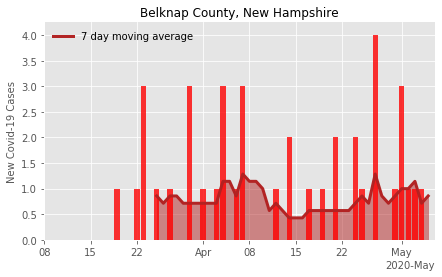 Belknap County, New Hampshire
7 day moving average
New Covid-19 Cases
4.0
3.5
3.0
2.5
2.0
1.5
1.0
0.5
0.0
08 15 22 Apr 08 15 22 May
2020-May